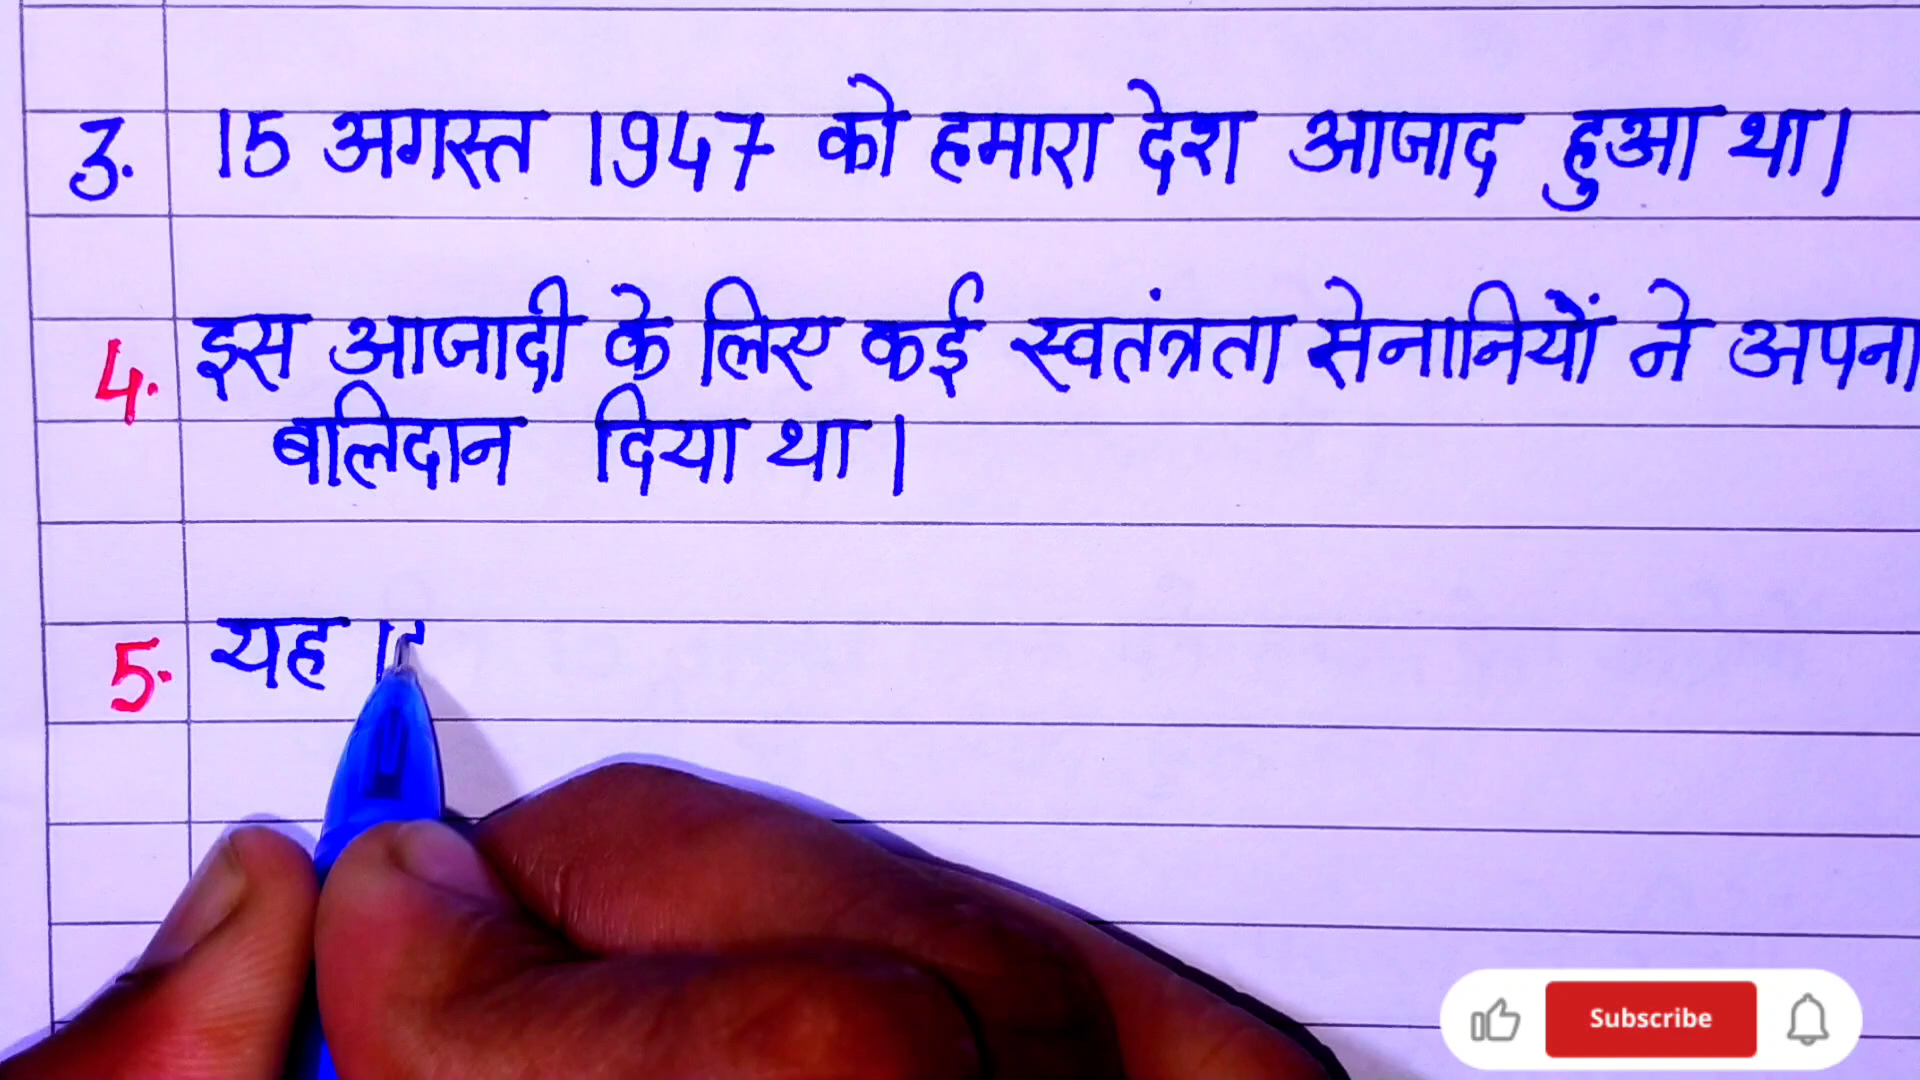 3. 15 अगस्त 1947 को हमारा देश आजाद हुआ था।
4. इस आजादी के लिए कई स्वतंत्रता सेनानियों ने अपना
बलिदान दिया था।
5. यह
Subscribe